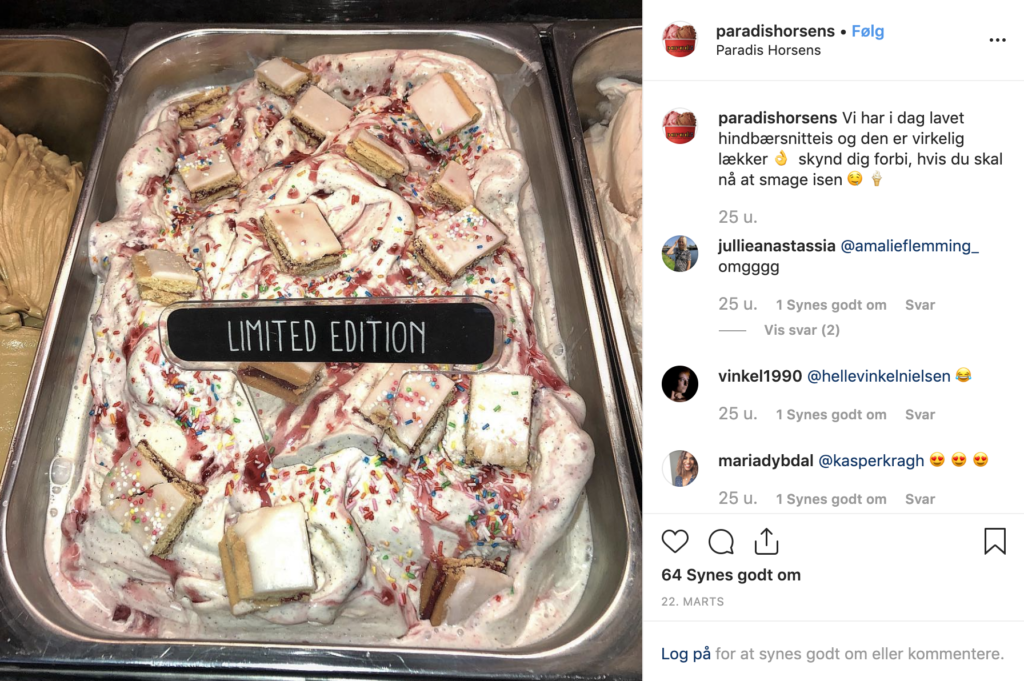 LIMITED EDITION
paradishorsens • Følg
Paradis Horsens
paradishorsens Vi har i dag lavet
hindbærsnitteis og den er virkelig
lækker 👌 skynd dig forbi, hvis du skal
nå at smage isen 😋 🍦
25 u.
jullieanastassia @amalieflemming_
omgggg
25 u. 1 Synes godt om Svar
Vis svar (2)
vinkel1990 @hellevinkelnielsen 😂
25 u. 1 Synes godt om Svar
mariadybdal @kasperkragh 😍 😍 😍
25 u. 1 Synes godt om Svar
64 Synes godt om
22. MARTS
Log på for at synes godt om eller kommentere.